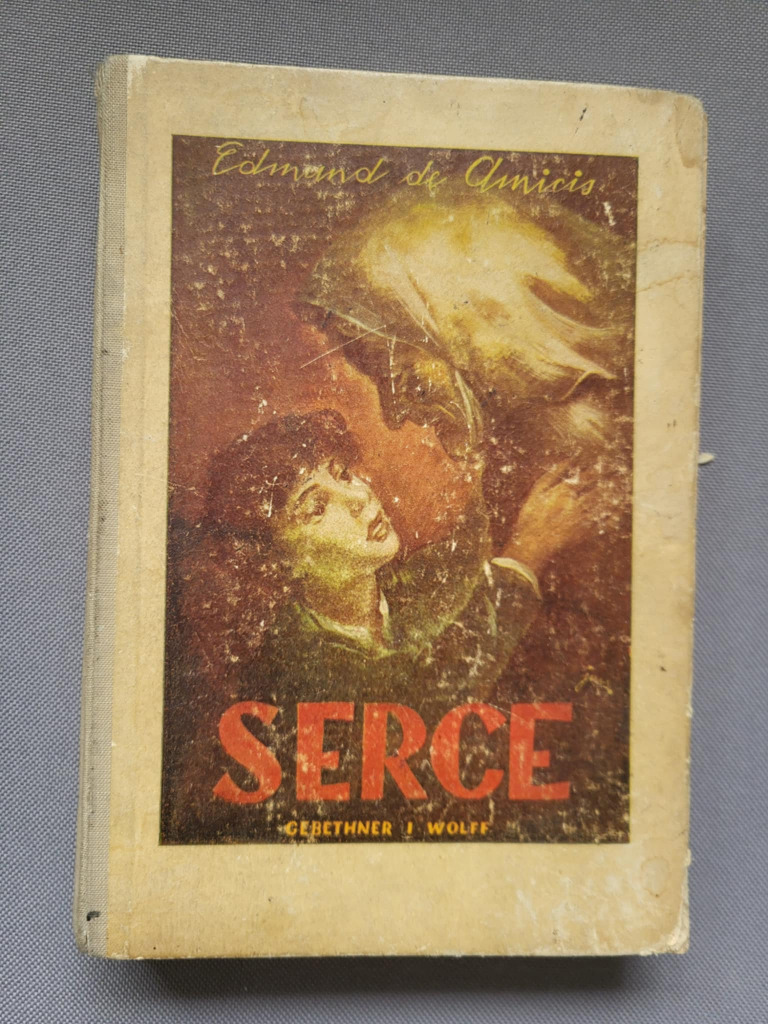 Edmund de Amicis
SERCE
GEBETHNER I WOLFF